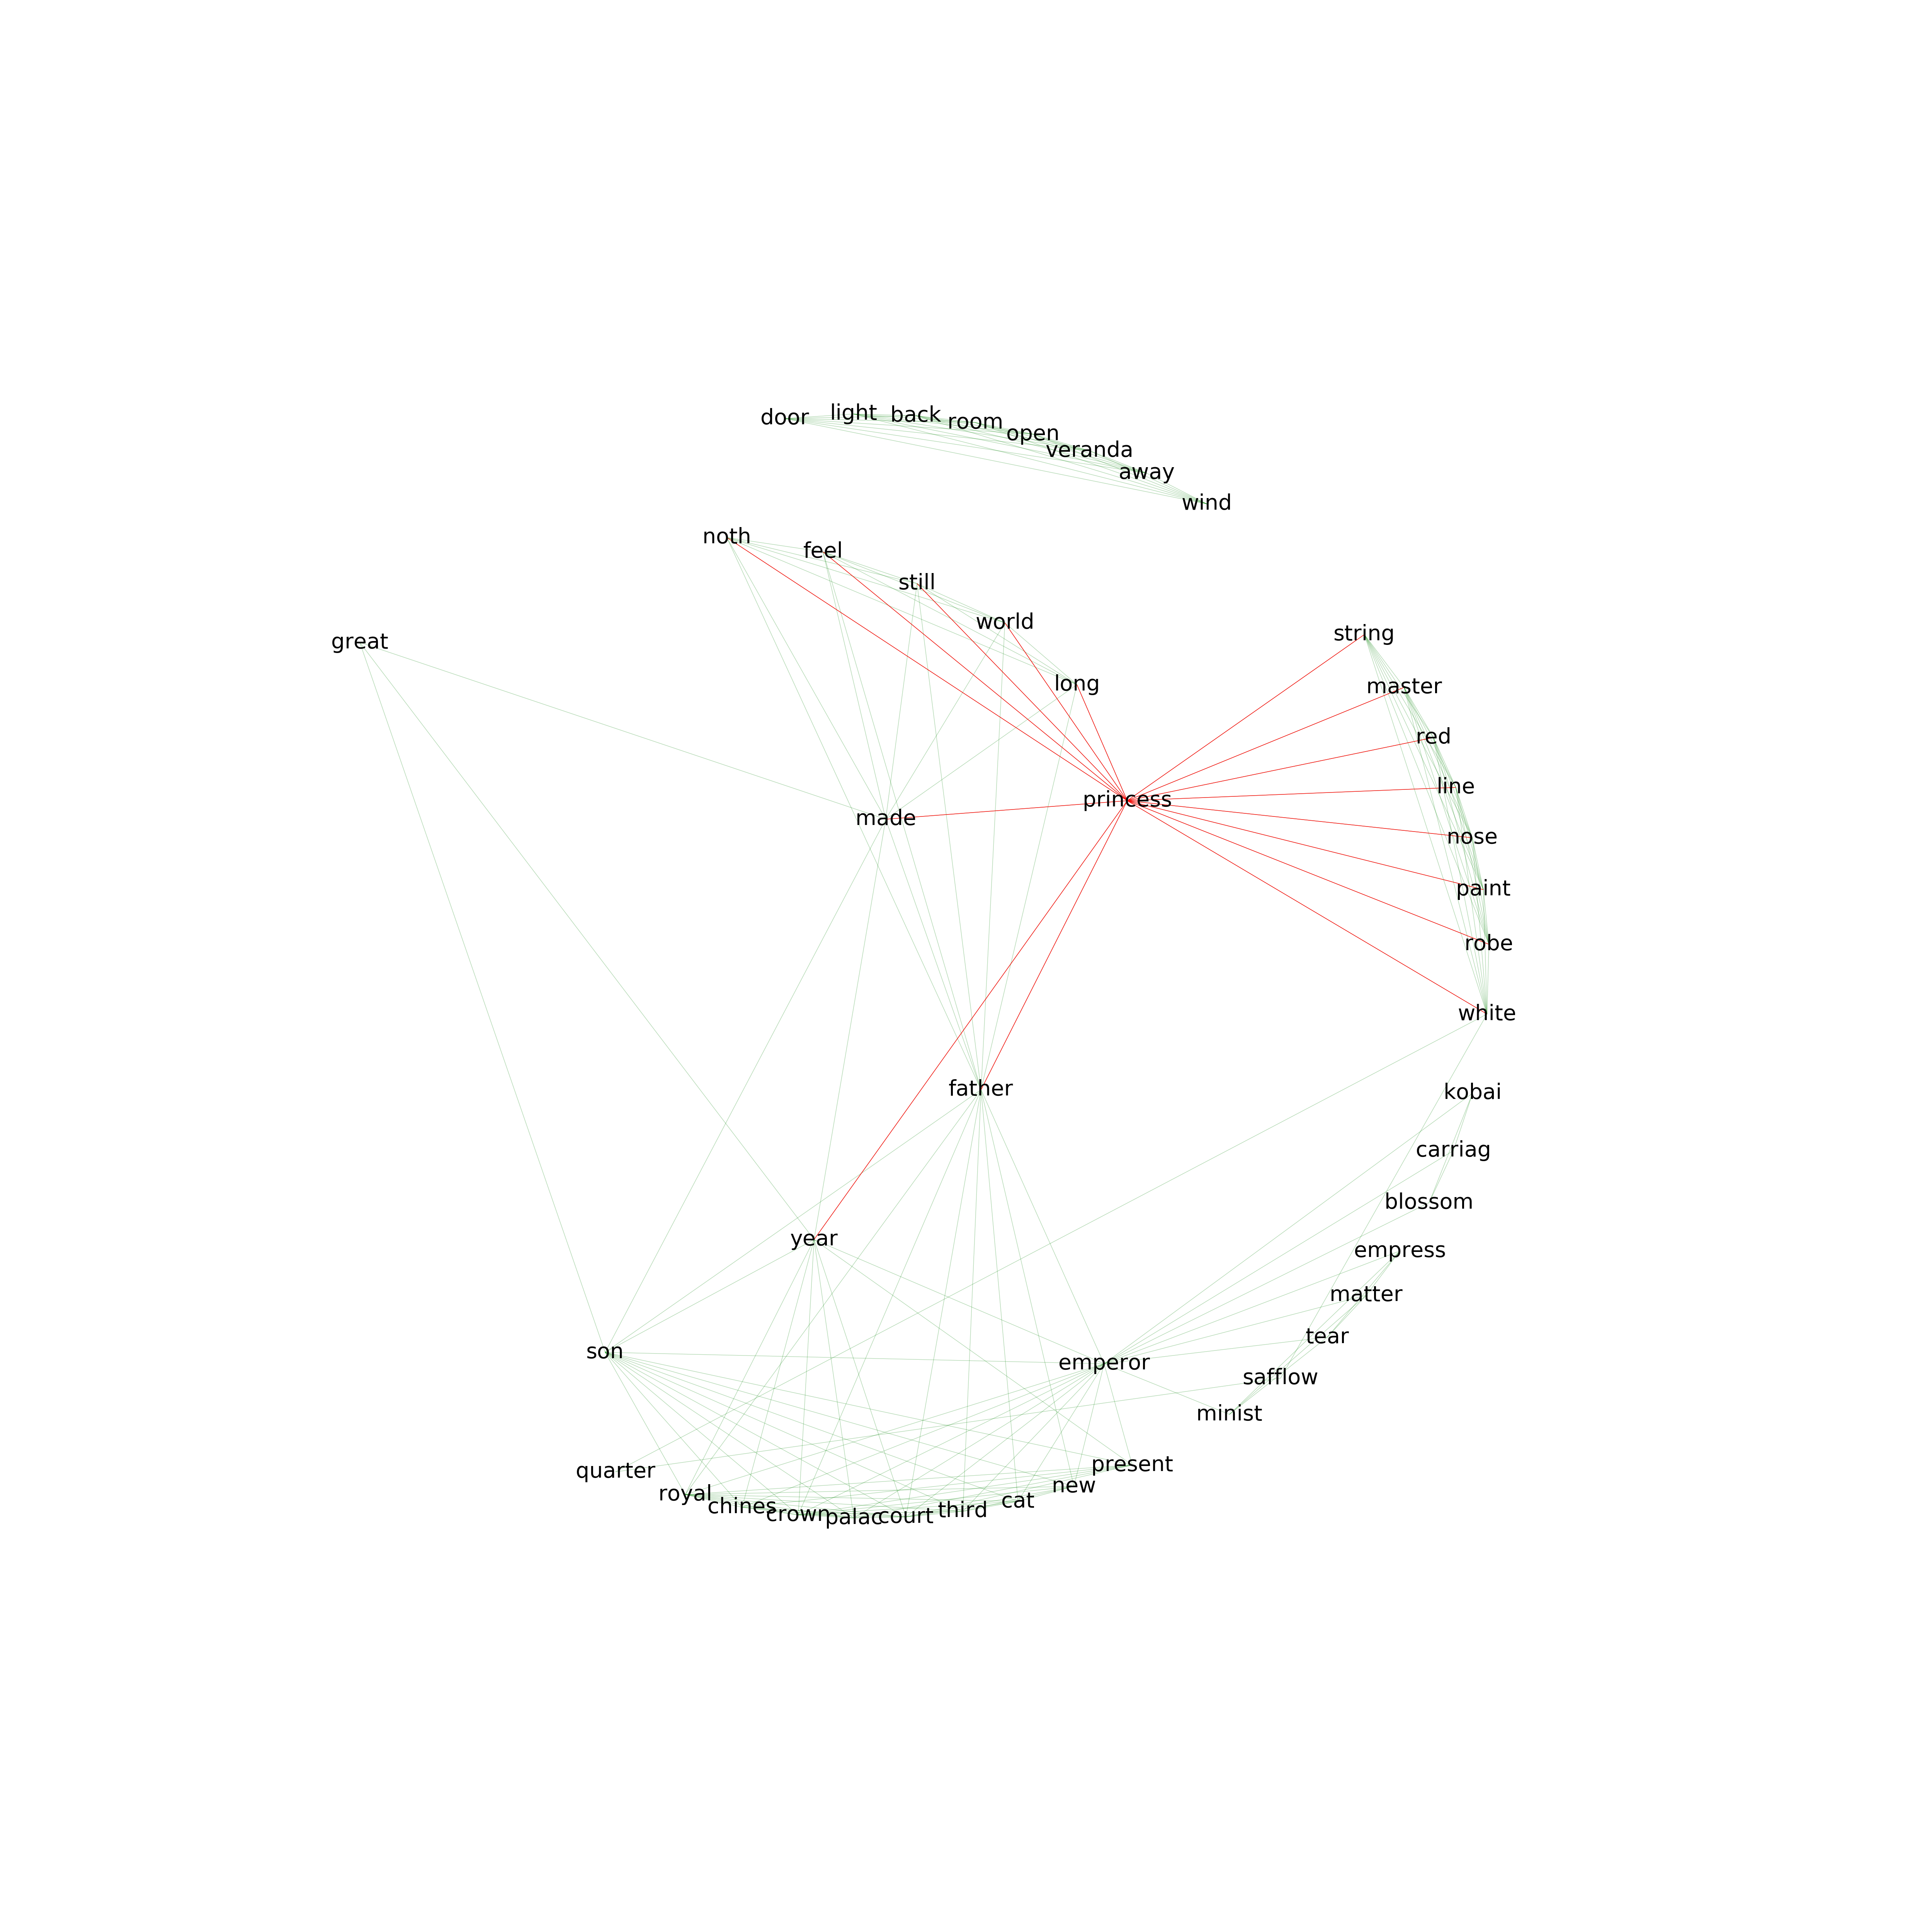 light
back
door
room
open
veranda
away
wind
noth
feel
still
world
string
great
long
master
red
line
princess
made
nose
paint
robe
white
father
kobai
carriag
blossom
year
empress
matter
tear
son
emperor
safflow
minist
present
quarter
new
royal
cat
chines
third
crown
court
palac